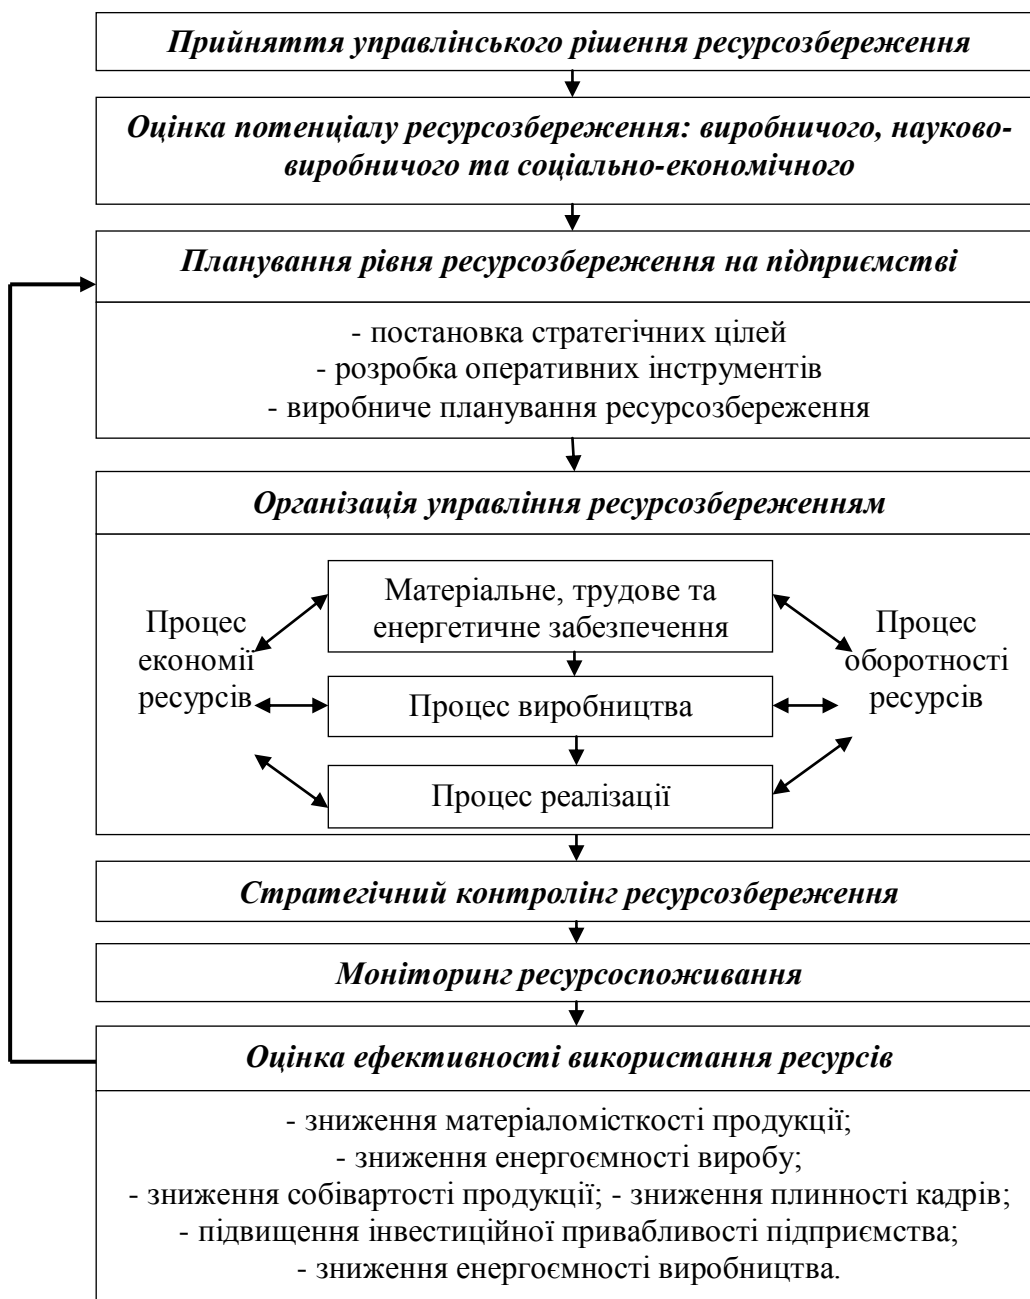 Прийняття управлінського рішення ресурсозбереження
Оцінка потенціалу ресурсозбереження: виробничого, науково-
виробничого та соціально-економічного
Планування рівня ресурсозбереження на підприємстві
- постановка стратегічних цілей
- розробка оперативних інструментів
- виробниче планування ресурсозбереження
Організація управління ресурсозбереженням
Процес
економії
ресурсів
Матеріальне, трудове та
енергетичне забезпечення
Процес виробництва
Процес реалізації
Процес
оборотності
ресурсів
Стратегічний контролінг ресурсозбереження
Моніторинг ресурсоспоживання
Оцінка ефективності використання ресурсів
- зниження матеріаломісткості продукції;
- зниження енергоємності виробу;
- зниження собівартості продукції; - зниження плинності кадрів;
- підвищення інвестиційної привабливості підприємства;
- зниження енергоємності виробництва.